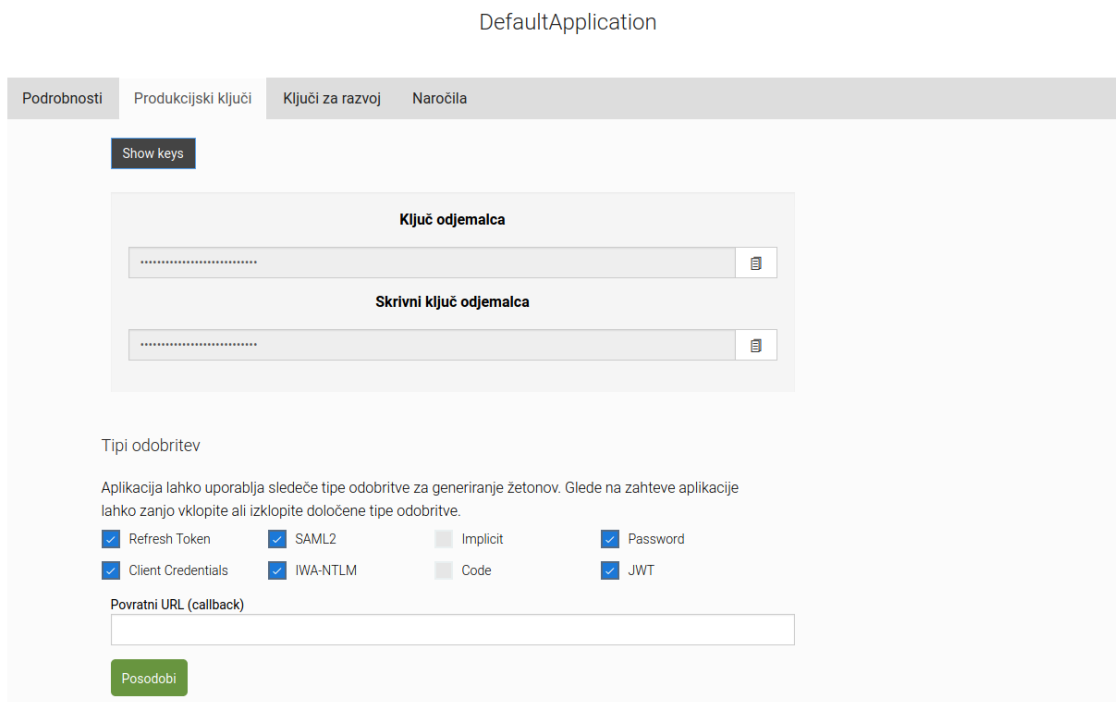 DefaultApplication
Podrobnosti Produkcijski ključi Ključi za razvoj Naročila
Show keys
Ključ odjemalca
Skrivni ključ odjemalca
Tipi odobritev
Aplikacija lahko uporablja sledeče tipe odobritve za generiranje žetonov. Glede na zahteve aplikacije
lahko zanjo vklopite ali izklopite določene tipe odobritve.
Refresh Token SAML2 Implicit Password
Client Credentials IWA-NTLM Code JWT
Povratni URL (callback)
Posodobi